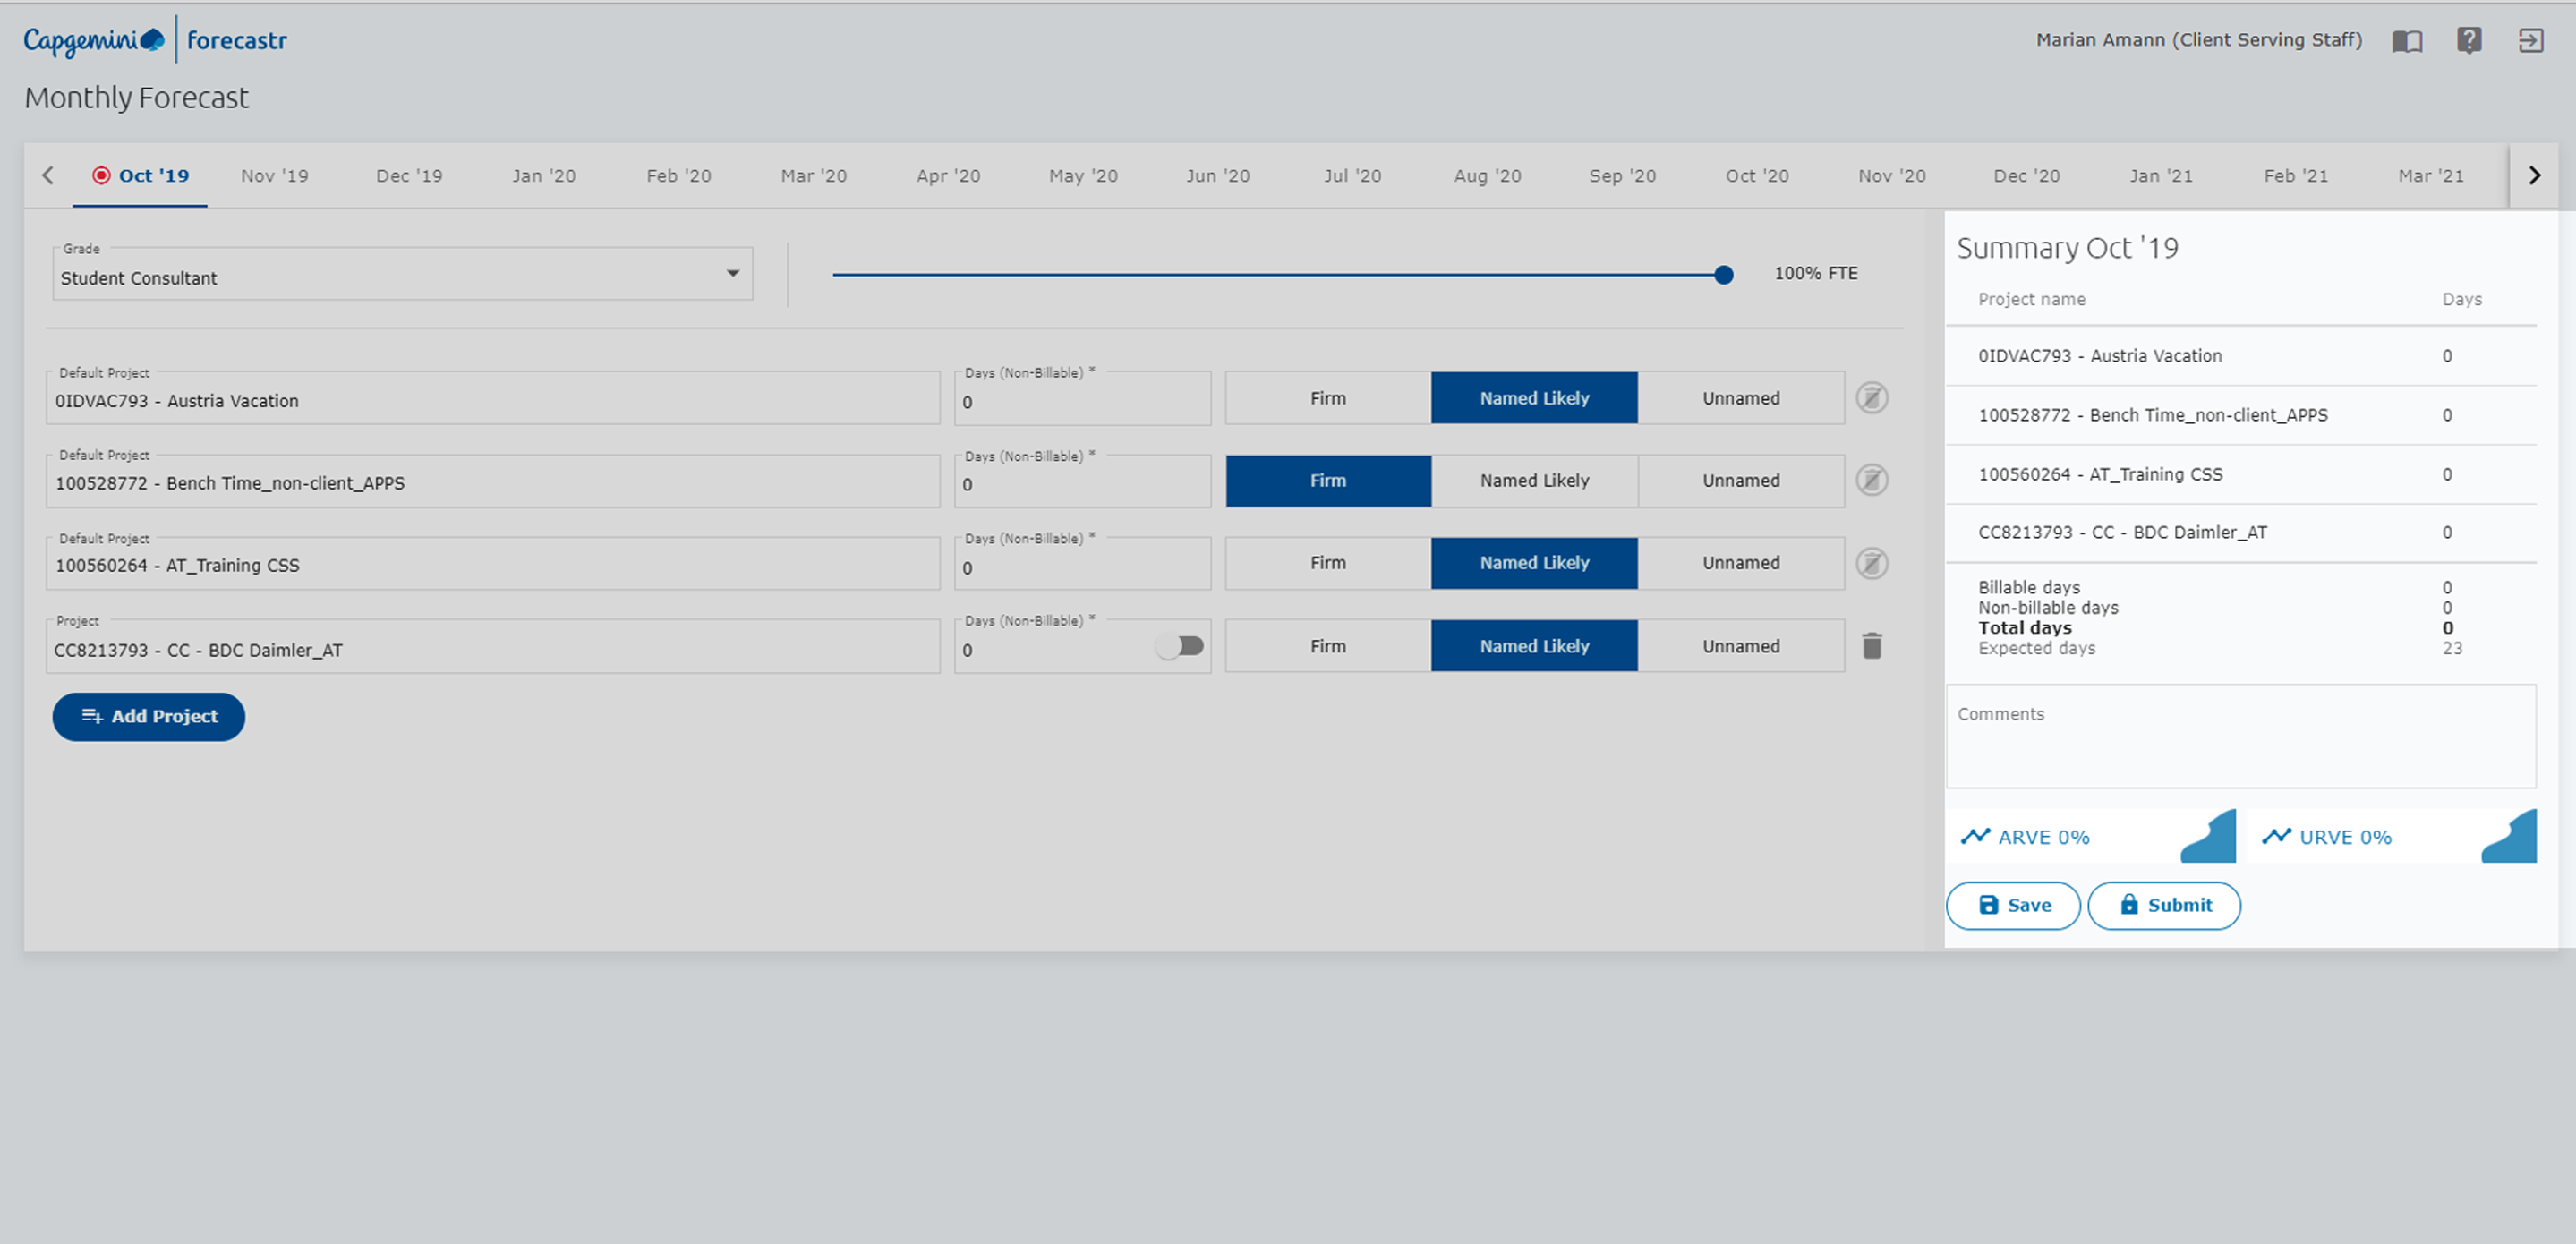 Capgemini forecastr
Marian Amann (Client Serving Staff)
Monthly Forecast
Oct '19 Nov '19 Dec '19 Jan '20 Feb '20 Mar '20 Apr '20 May '20 Jun '20 Jul '20 Aug '20 Sep '20 Oct '20 Nov '20 Dec '20 Jan '21 Feb '21 Mar '21
Grade
Student Consultant
100% FTE
Default Project
0IDVAC793 - Austria Vacation
Days (Non-Billable) *
0
Firm Named Likely Unnamed
Default Project
100528772 - Bench Time_non-client_APPS
Days (Non-Billable) *
0
Firm Named Likely Unnamed
Default Project
100560264 - AT_Training CSS
Days (Non-Billable) *
0
Firm Named Likely Unnamed
Project
CC8213793 - CC - BDC Daimler_AT
Days (Non-Billable) *
0
Firm Named Likely Unnamed
Add Project
Summary Oct '19
Project name Days
0IDVAC793 - Austria Vacation 0
100528772 - Bench Time_non-client_APPS 0
100560264 - AT_Training CSS 0
CC8213793 - CC - BDC Daimler_AT 0
Billable days 0
Non-billable days 0
Total days 0
Expected days 23
Comments
ARVE 0% URVE 0%
Save Submit